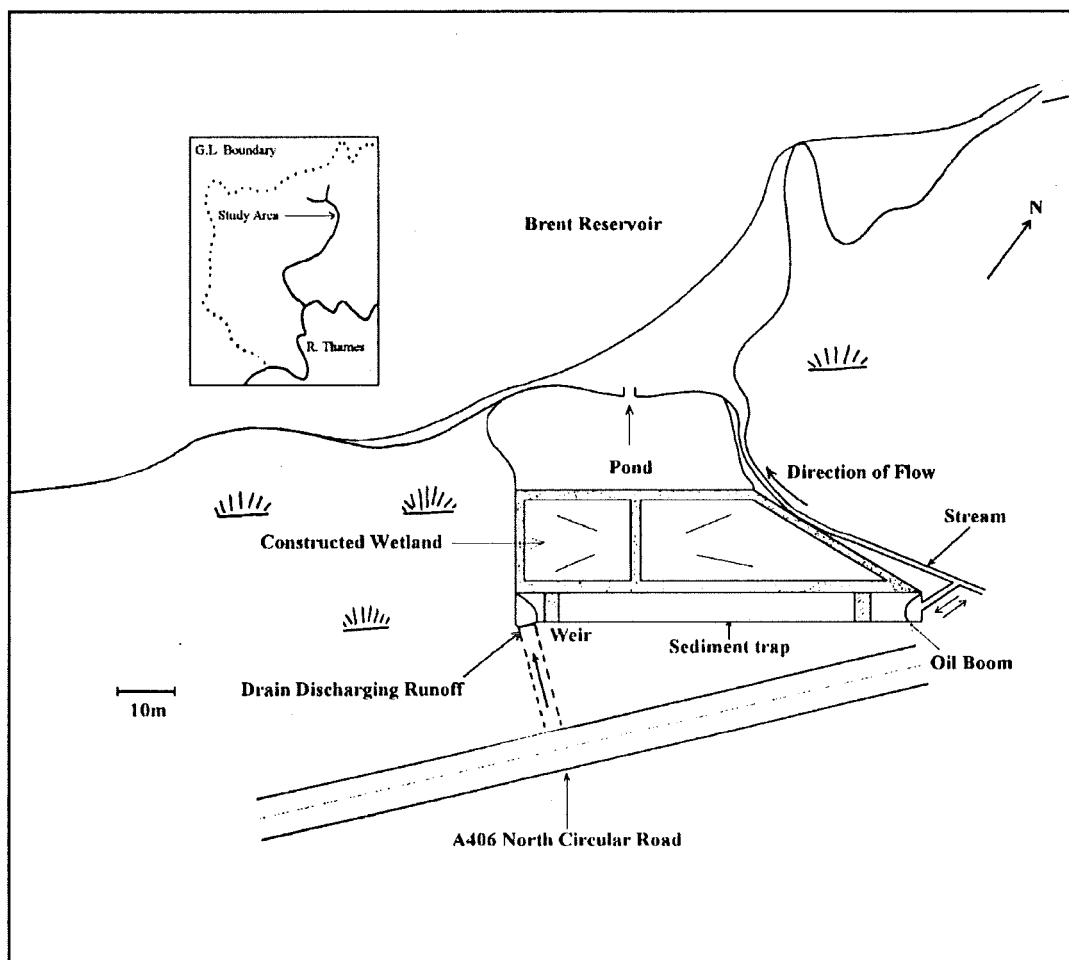 G.L. Boundary
Study Area
R. Thames
Brent Reservoir
N
Pond
Direction of Flow
Stream
Constructed Wetland
Weir
Sediment trap
Oil Boom
Drain Discharging Runoff
10m
A406 North Circular Road